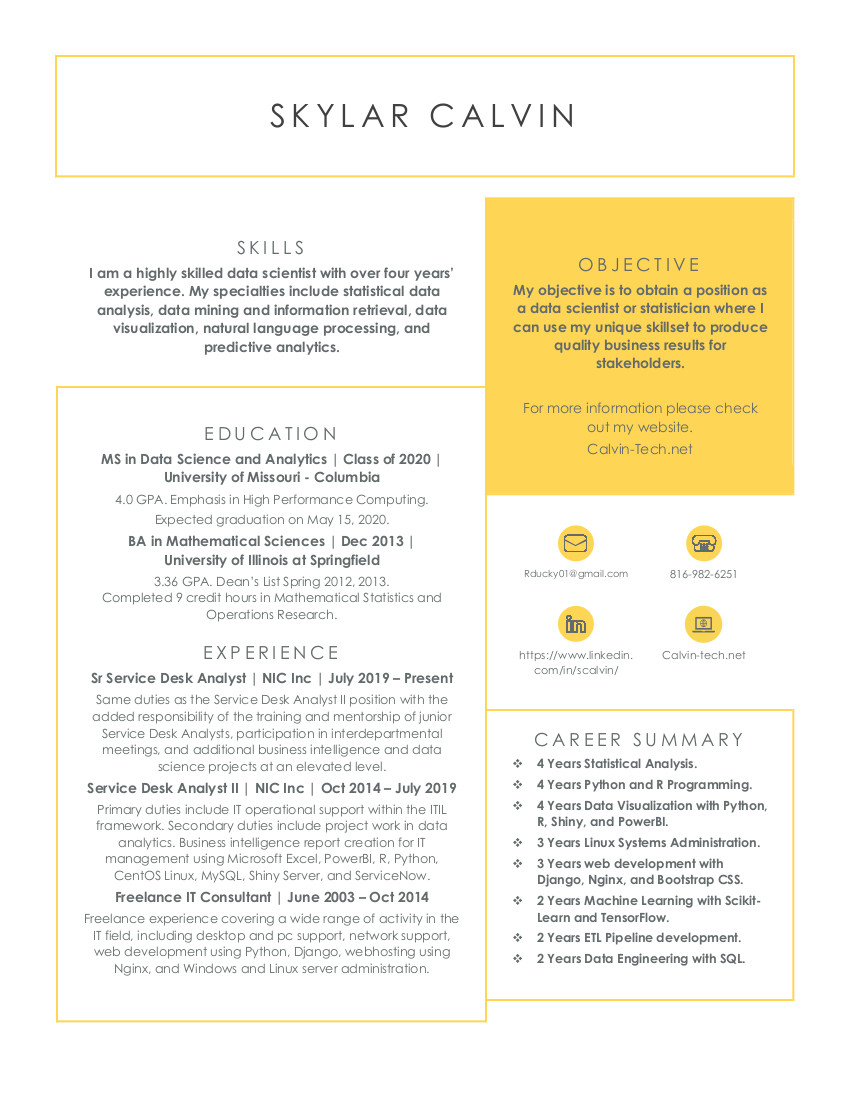 SKYLAR CALVIN
SKILLS
I am a highly skilled data scientist with over four years'
experience. My specialties include statistical data
analysis, data mining and information retrieval, data
visualization, natural language processing, and
predictive analytics.
OBJECTIVE
My objective is to obtain a position as
a data scientist or statistician where I
can use my unique skillset to produce
quality business results for
stakeholders.
For more information please check
out my website.
Calvin-Tech.net
EDUCATION
MS in Data Science and Analytics | Class of 2020 |
University of Missouri - Columbia
4.0 GPA. Emphasis in High Performance Computing.
Expected graduation on May 15, 2020.
BA in Mathematical Sciences | Dec 2013 |
University of Illinois at Springfield
3.36 GPA. Dean's List Spring 2012, 2013.
Completed 9 credit hours in Mathematical Statistics and
Operations Research.
EXPERIENCE
Sr Service Desk Analyst | NIC Inc | July 2019 – Present
Same duties as the Service Desk Analyst II position with the
added responsibility of the training and mentorship of junior
Service Desk Analysts, participation in interdepartmental
meetings, and additional business intelligence and data
science projects at an elevated level.
Service Desk Analyst II | NIC Inc | Oct 2014 – July 2019
Primary duties include IT operational support within the ITIL
framework. Secondary duties include project work in data
analytics. Business intelligence report creation for IT
management using Microsoft Excel, PowerBI, R, Python,
CentOS Linux, MySQL, Shiny Server, and ServiceNow.
Freelance IT Consultant | June 2003 – Oct 2014
Freelance experience covering a wide range of activity in the
IT field, including desktop and pc support, network support,
web development using Python, Django, webhosting using
Nginx, and Windows and Linux server administration.
Rducky01@gmail.com
816-982-6251
in
https://www.linkedin.
com/in/scalvin/
Calvin-tech.net
CAREER SUMMARY
❖ 4 Years Statistical Analysis.
❖ 4 Years Python and R Programming.
❖ 4 Years Data Visualization with Python,
R, Shiny, and PowerBI.
❖ 3 Years Linux Systems Administration.
❖ 3 Years web development with
Django, Nginx, and Bootstrap CSS.
❖ 2 Years Machine Learning with Scikit-
Learn and TensorFlow.
❖ 2 Years ETL Pipeline development.
❖ 2 Years Data Engineering with SQL.